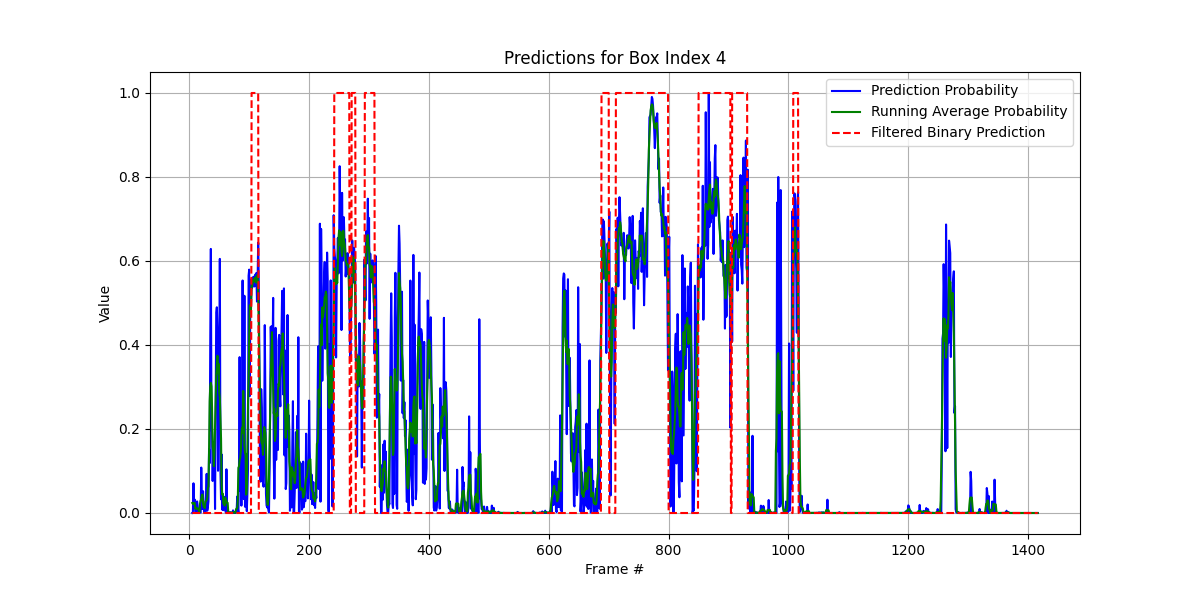 Predictions for Box Index 4
Prediction Probability
Running Average Probability
Filtered Binary Prediction
Value
1.0
0.8
0.6
0.4
0.2
0.0
0 200 400 600 800 1000 1200 1400
Frame #